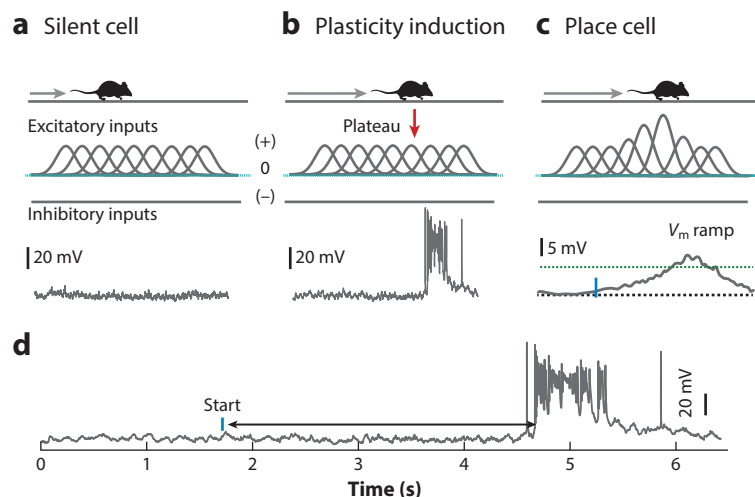 a Silent cell
b Plasticity induction
c Place cell
Excitatory inputs
(+)
0
(−)
Plateau
Inhibitory inputs
20 mV
20 mV
5 mV
Vm ramp
d
Start
20 mV
0 1 2 3 4 5 6
Time (s)